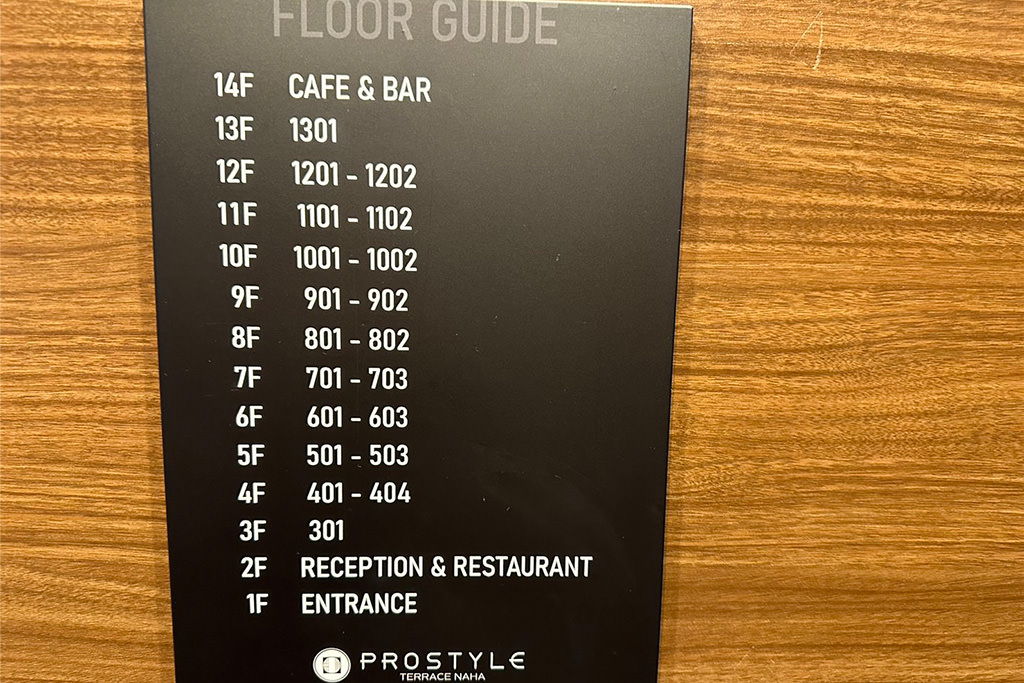 FLOOR GUIDE
14F CAFE & BAR
13F 1301
12F 1201 - 1202
11F 1101 - 1102
10F 1001 - 1002
9F 901 - 902
8F 801 - 802
7F 701 - 703
6F 601 - 603
5F 501 - 503
4F 401 - 404
3F 301
2F RECEPTION & RESTAURANT
1F ENTRANCE
PROSTYLE
TERRACE NAHA